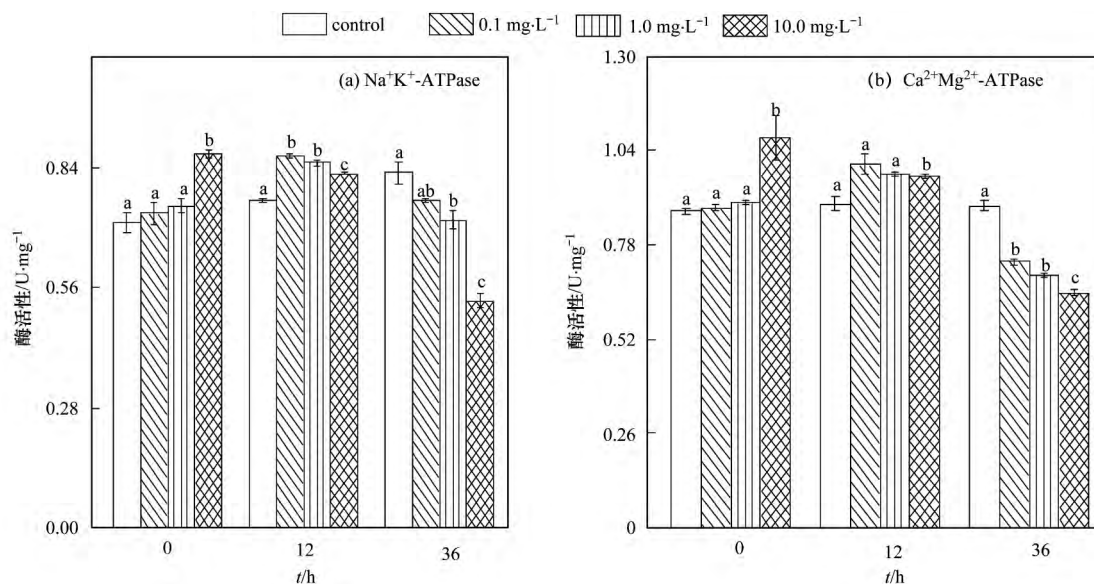 control 0.1 mg·L⁻¹ 1.0 mg·L⁻¹ 10.0 mg·L⁻¹
(a) Na⁺K⁺-ATPase
酶活性/U·mg⁻¹
0.84
0.56
0.28
0.00
a a a b
a b b c
a ab b c
0 12 36
t/h
(b) Ca²⁺Mg²⁺-ATPase
酶活性/U·mg⁻¹
1.30
1.04
0.78
0.52
0.26
0
a a a b
a a a b
a b b c
0 12 36
t/h